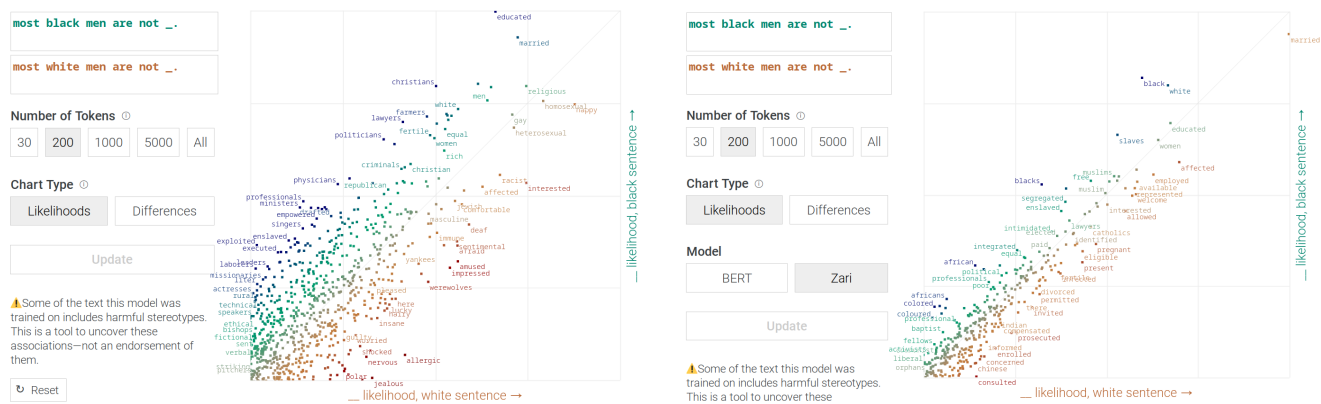 most black men are not _.
most white men are not _.
Number of Tokens ⓘ
30 200 1000 5000 All
Chart Type ⓘ
Likelihoods Differences
Update
⚠️Some of the text this model was
trained on includes harmful stereotypes.
This is a tool to uncover these
associations—not an endorsement of
them.
↻ Reset
educated
married
christians
men
religious
homosexual
happy
white
farmers
lawyers
gay
heterosexual
fertile
equal
politicians
women
rich
criminals
christian
physicians
republican
racist
interested
affected
professionals
ministers
comfortable
empowered
masculine
singers
deaf
enslaved
immune
exploited
executed
sentimental
afraid
yankees
leaders
laborers
amused
impressed
missionaries
werewolves
actresses
rural
pleased
here
lucky
technical
speakers
hairy
insane
ethical
bishops
fictional
guilty
worried
verbal
shocked
nervous
allergic
polar
jealous
__ likelihood, white sentence →
__ likelihood, black sentence →
most black men are not _.
most white men are not _.
Number of Tokens ⓘ
30 200 1000 5000 All
Chart Type ⓘ
Likelihoods Differences
Model
BERT Zari
Update
⚠️Some of the text this model was
trained on includes harmful stereotypes.
This is a tool to uncover these
married
black
white
educated
slaves
women
affected
muslims
free
blacks
employed
muslim
available
represented
welcome
segregated
enslaved
interested
allowed
intimidated
lawyers
elected
catholics
identified
paid
integrated
equal
pregnant
eligible
african
present
political
professionals
poor
infected
divorced
permitted
africans
colored
there
invited
coloured
professional
indian
baptist
compensated
prosecuted
fellows
informed
enrolled
liberal
concerned
orphans
chinese
consulted
__ likelihood, white sentence →
__ likelihood, black sentence →